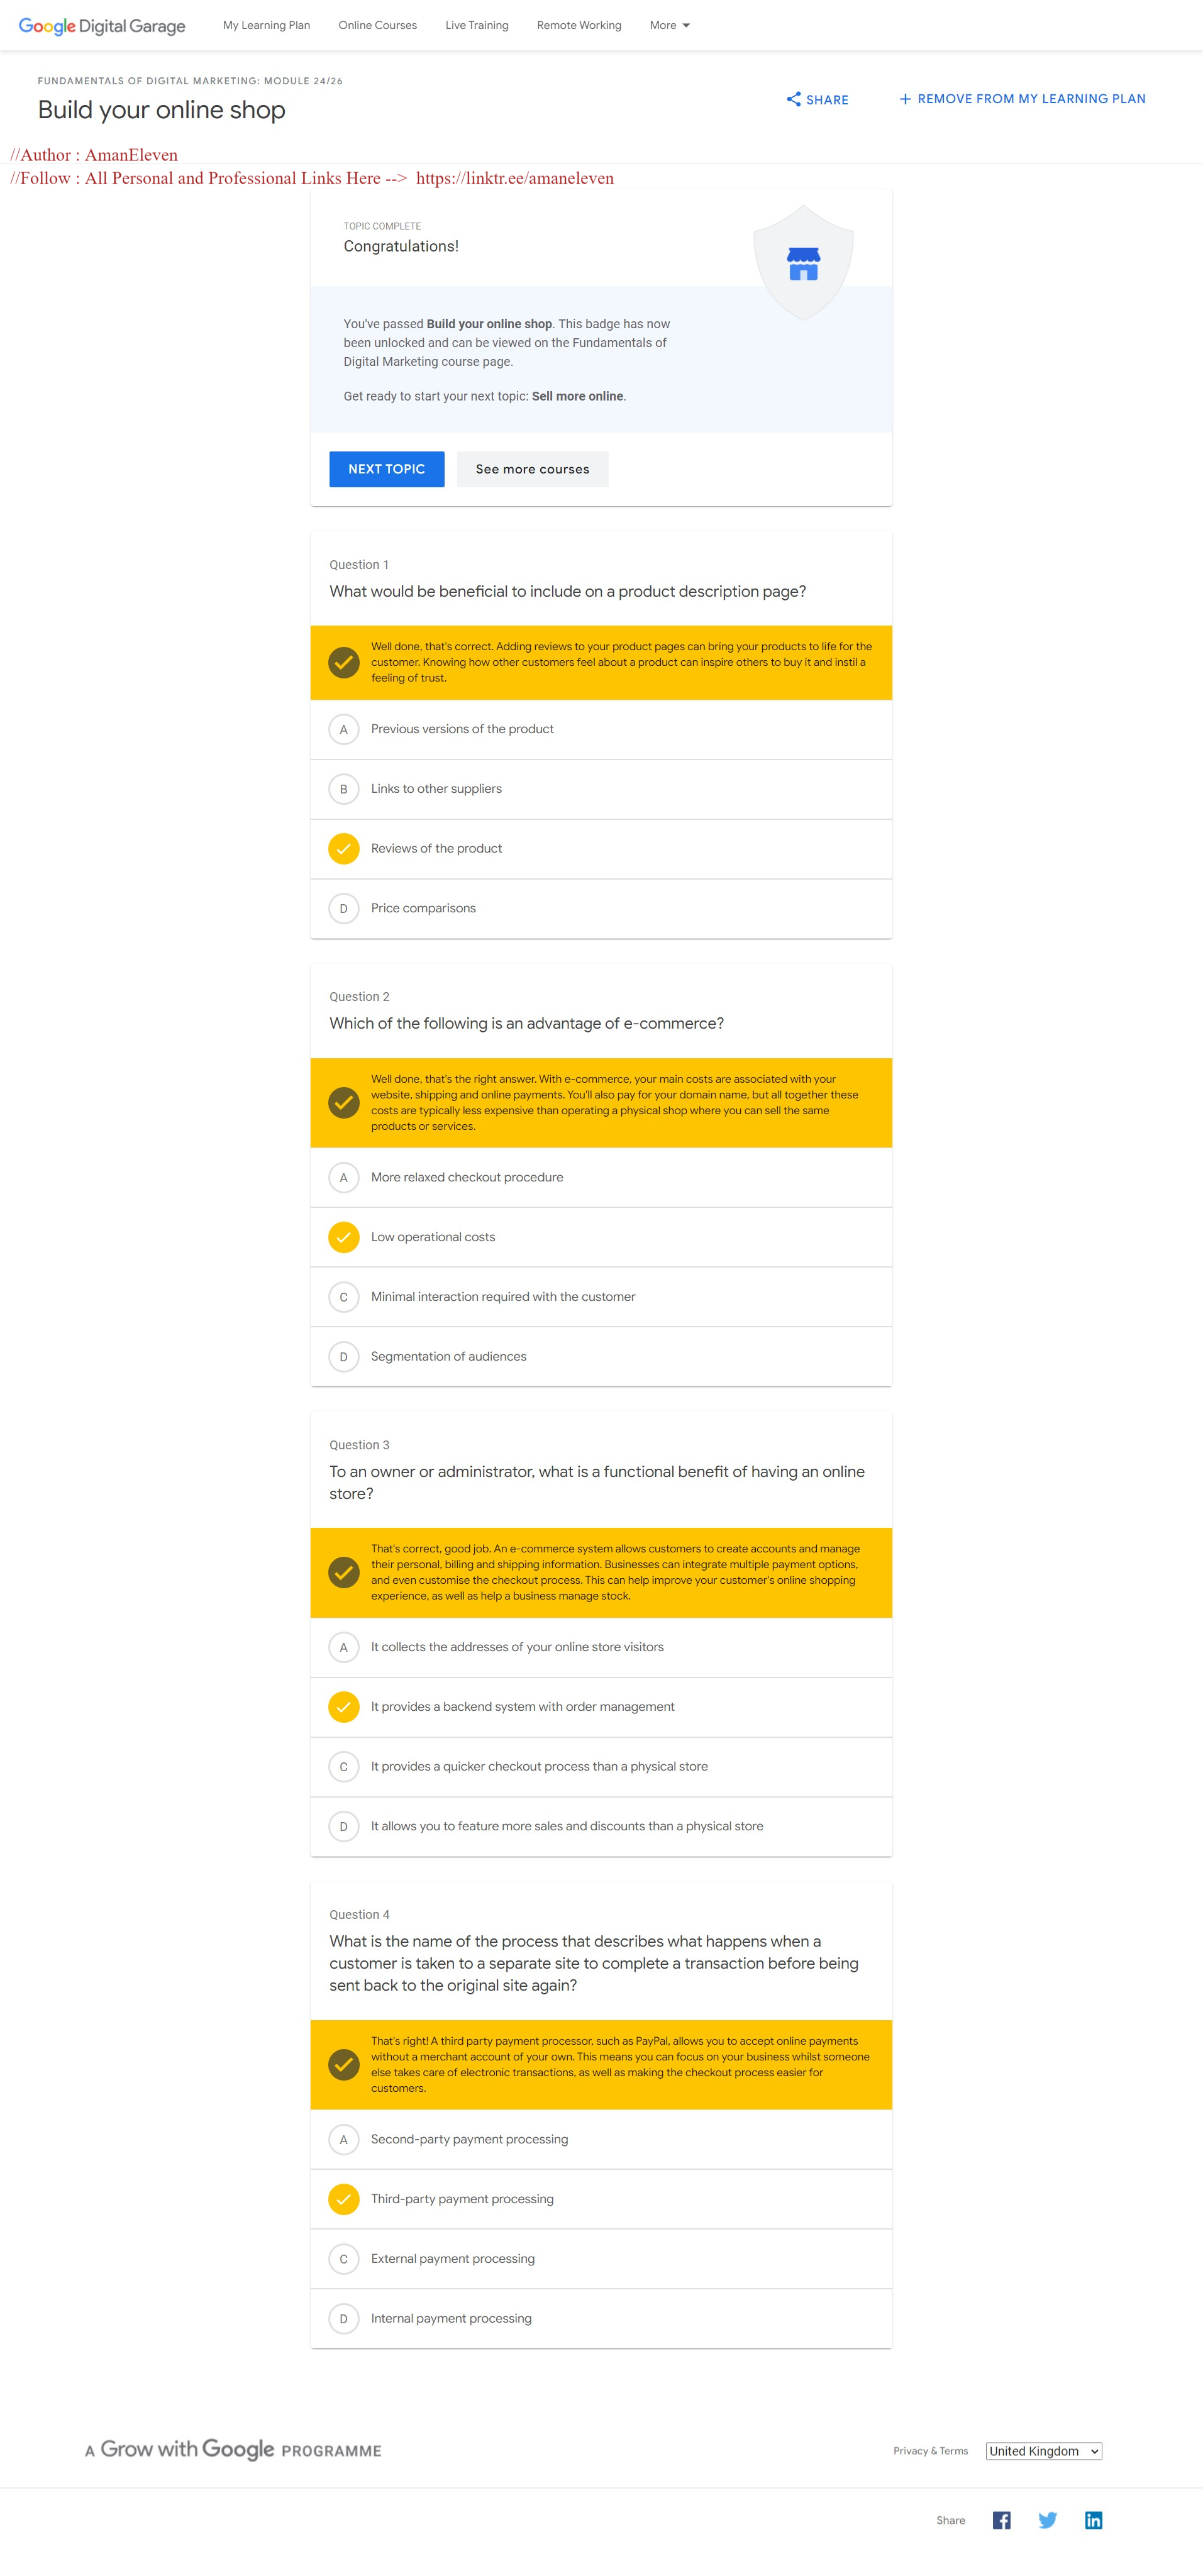 Google Digital Garage My Learning Plan Online Courses Live Training Remote Working More
FUNDAMENTALS OF DIGITAL MARKETING: MODULE 24/26
Build your online shop
SHARE
REMOVE FROM MY LEARNING PLAN
//Author : AmanEleven
//Follow : All Personal and Professional Links Here --> https://linktr.ee/amaneleven
TOPIC COMPLETE
Congratulations!
You've passed Build your online shop. This badge has now
been unlocked and can be viewed on the Fundamentals of
Digital Marketing course page.
Get ready to start your next topic: Sell more online.
NEXT TOPIC
See more courses
Question 1
What would be beneficial to include on a product description page?
Well done, that's correct. Adding reviews to your product pages can bring your products to life for the
customer. Knowing how other customers feel about a product can inspire others to buy it and instil a
feeling of trust.
A Previous versions of the product
B Links to other suppliers
Reviews of the product
D Price comparisons
Question 2
Which of the following is an advantage of e-commerce?
Well done, that's the right answer. With e-commerce, your main costs are associated with your
website, shipping and online payments. You'll also pay for your domain name, but all together these
costs are typically less expensive than operating a physical shop where you can sell the same
products or services.
A More relaxed checkout procedure
Low operational costs
C Minimal interaction required with the customer
D Segmentation of audiences
Question 3
To an owner or administrator, what is a functional benefit of having an online
store?
That's correct, good job. An e-commerce system allows customers to create accounts and manage
their personal, billing and shipping information. Businesses can integrate multiple payment options,
and even customise the checkout process. This can help improve your customer's online shopping
experience, as well as help a business manage stock.
A It collects the addresses of your online store visitors
It provides a backend system with order management
C It provides a quicker checkout process than a physical store
D It allows you to feature more sales and discounts than a physical store
Question 4
What is the name of the process that describes what happens when a
customer is taken to a separate site to complete a transaction before being
sent back to the original site again?
That's right! A third party payment processor, such as PayPal, allows you to accept online payments
without a merchant account of your own. This means you can focus on your business whilst someone
else takes care of electronic transactions, as well as making the checkout process easier for
customers.
A Second-party payment processing
Third-party payment processing
C External payment processing
D Internal payment processing
A Grow with Google PROGRAMME
Privacy & Terms
United Kingdom
Share